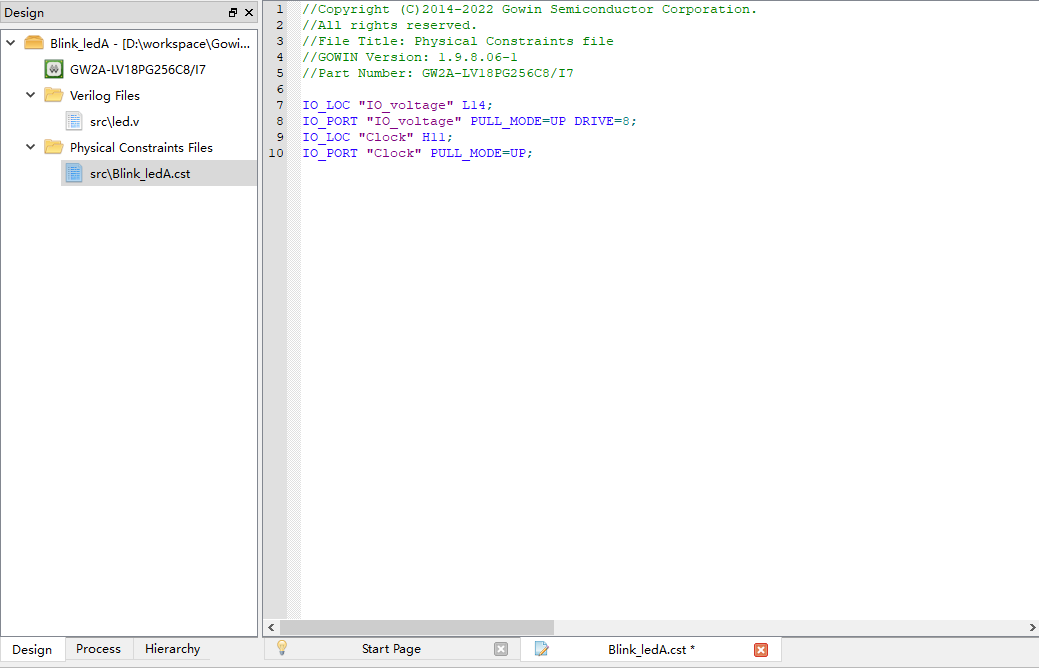 Design
Blink_ledA - [D:\workspace\Gowi...
GW2A-LV18PG256C8/I7
Verilog Files
src\led.v
Physical Constraints Files
src\Blink_ledA.cst
1 //Copyright (C)2014-2022 Gowin Semiconductor Corporation.
2 //All rights reserved.
3 //File Title: Physical Constraints file
4 //GOWIN Version: 1.9.8.06-1
5 //Part Number: GW2A-LV18PG256C8/I7
6
7 IO_LOC "IO_voltage" L14;
8 IO_PORT "IO_voltage" PULL_MODE=UP DRIVE=8;
9 IO_LOC "Clock" H11;
10 IO_PORT "Clock" PULL_MODE=UP;
Design Process Hierarchy
Start Page
Blink_ledA.cst *